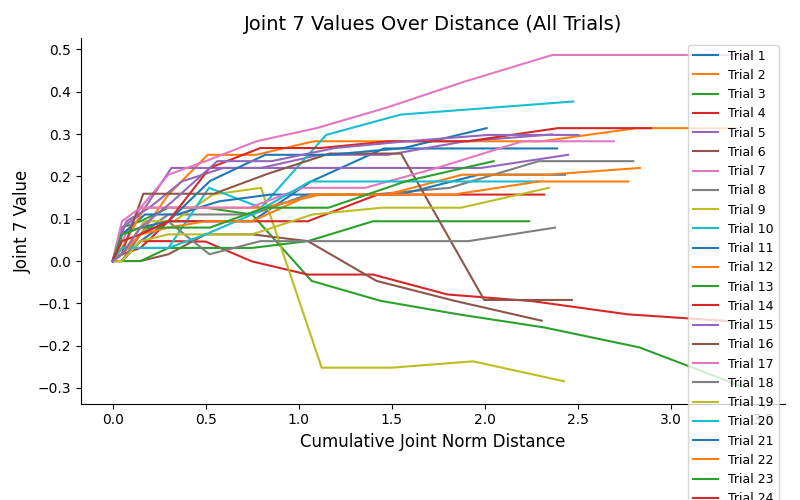 Joint 7 Values Over Distance (All Trials)
Joint 7 Value
0.5
0.4
0.3
0.2
0.1
0.0
−0.1
−0.2
−0.3
0.0
0.5
1.0
1.5
2.0
2.5
3.0
Cumulative Joint Norm Distance
Trial 1
Trial 2
Trial 3
Trial 4
Trial 5
Trial 6
Trial 7
Trial 8
Trial 9
Trial 10
Trial 11
Trial 12
Trial 13
Trial 14
Trial 15
Trial 16
Trial 17
Trial 18
Trial 19
Trial 20
Trial 21
Trial 22
Trial 23
Trial 24